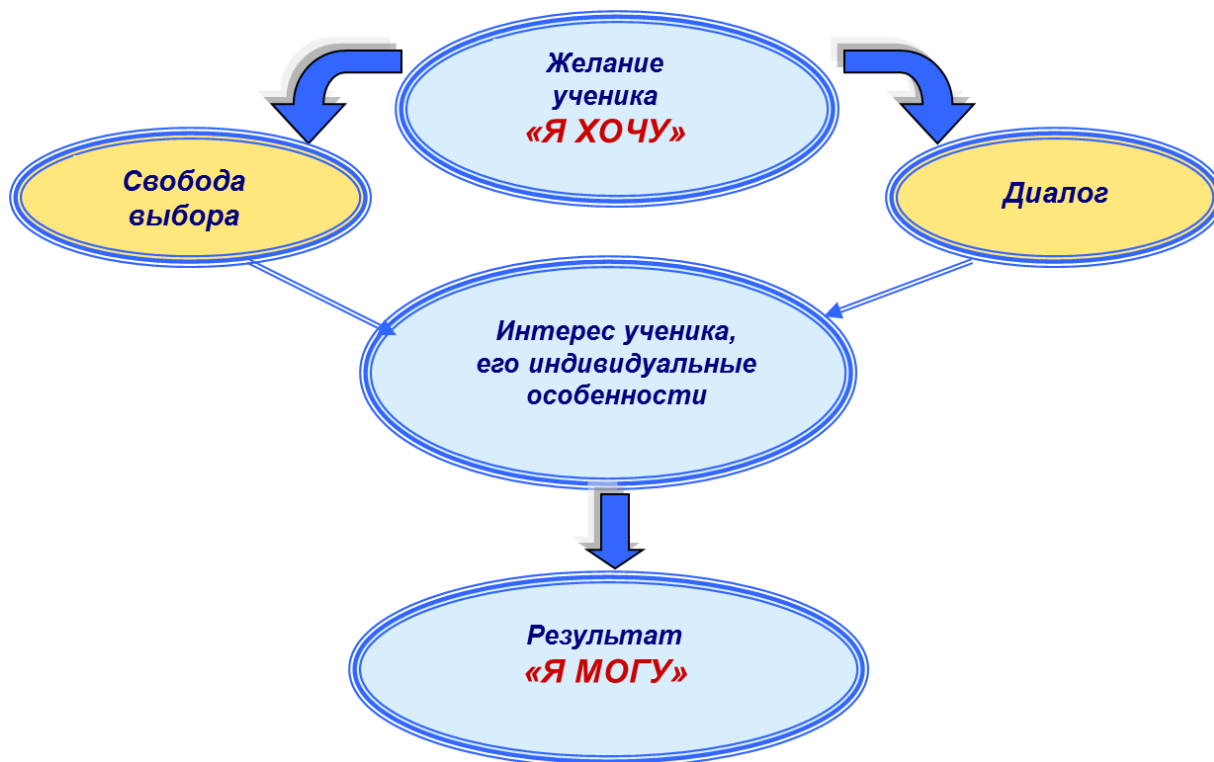 Желание
ученика
«Я ХОЧУ»
Свобода
выбора
Диалог
Интерес ученика,
его индивидуальные
особенности
Результат
«Я МОГУ»